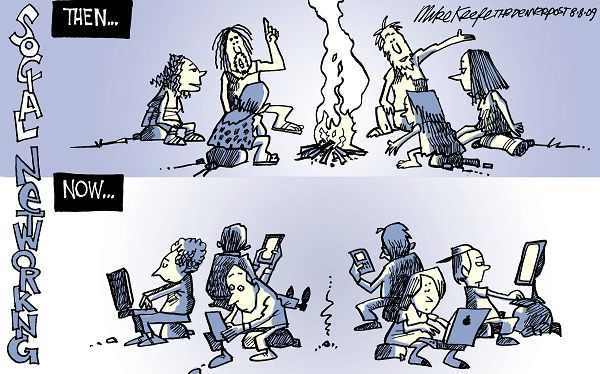 SOCIAL NETWORKING
THEN...
Mike Keefe THE DENVER POST 8-8-09
NOW...